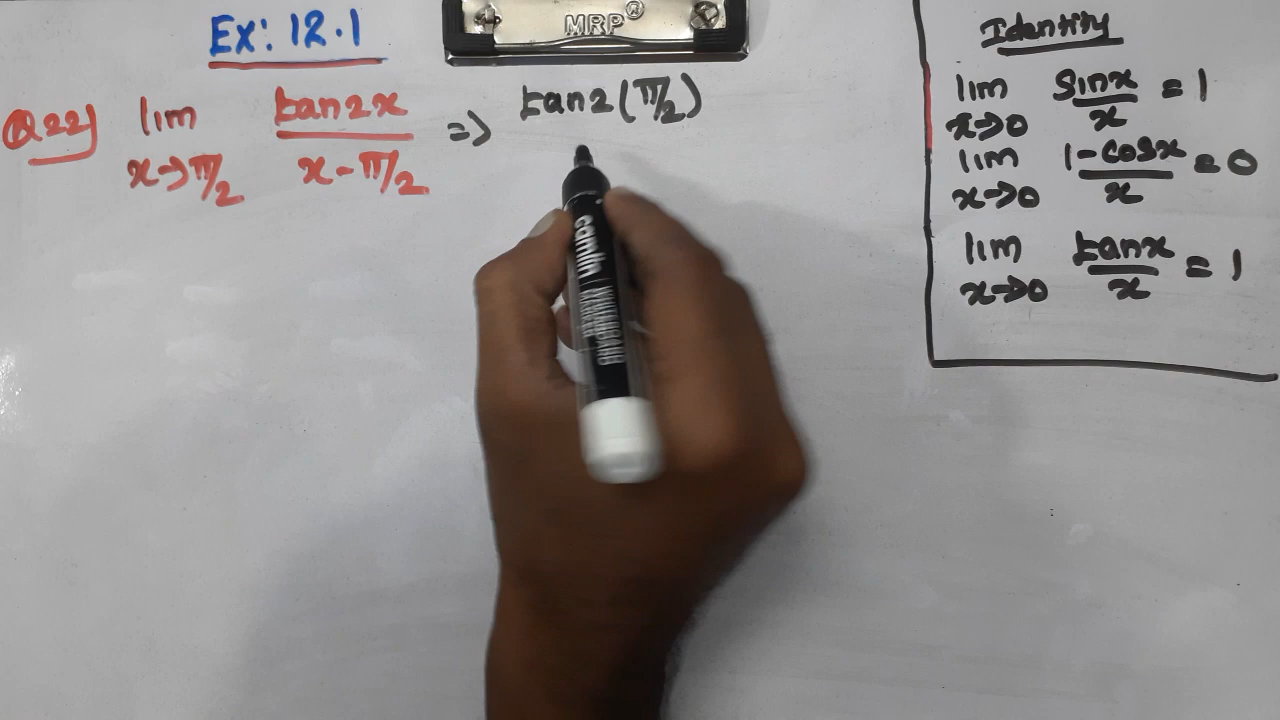 MRP®
Ex: 12.1
Q22) lim x→π/2 tan2x / x-π/2 => tan2(π/2)
Identity
lim x→0 sinx/x = 1
lim x→0 1-cosx/x = 0
lim x→0 tanx/x = 1
camlin